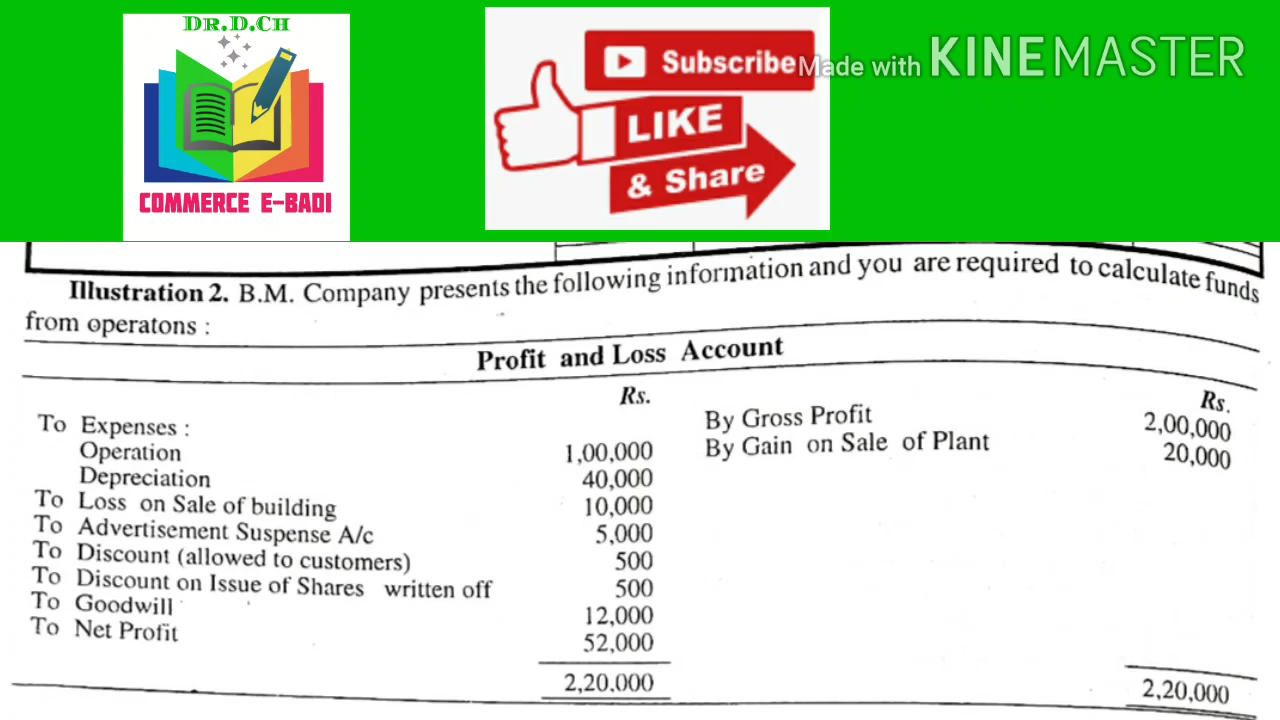 DR.D.CH
COMMERCE E-BADI
Subscribe
LIKE
& Share
Made with KINEMASTER
Illustration 2. B.M. Company presents the following information and you are required to calculate funds
from operatons :
Profit and Loss Account
Rs. Rs.
To Expenses : By Gross Profit 2,00,000
Operation 1,00,000 By Gain on Sale of Plant 20,000
Depreciation 40,000
To Loss on Sale of building 10,000
To Advertisement Suspense A/c 5,000
To Discount (allowed to customers) 500
To Discount on Issue of Shares written off 500
To Goodwill 12,000
To Net Profit 52,000
2,20.000 2,20,000